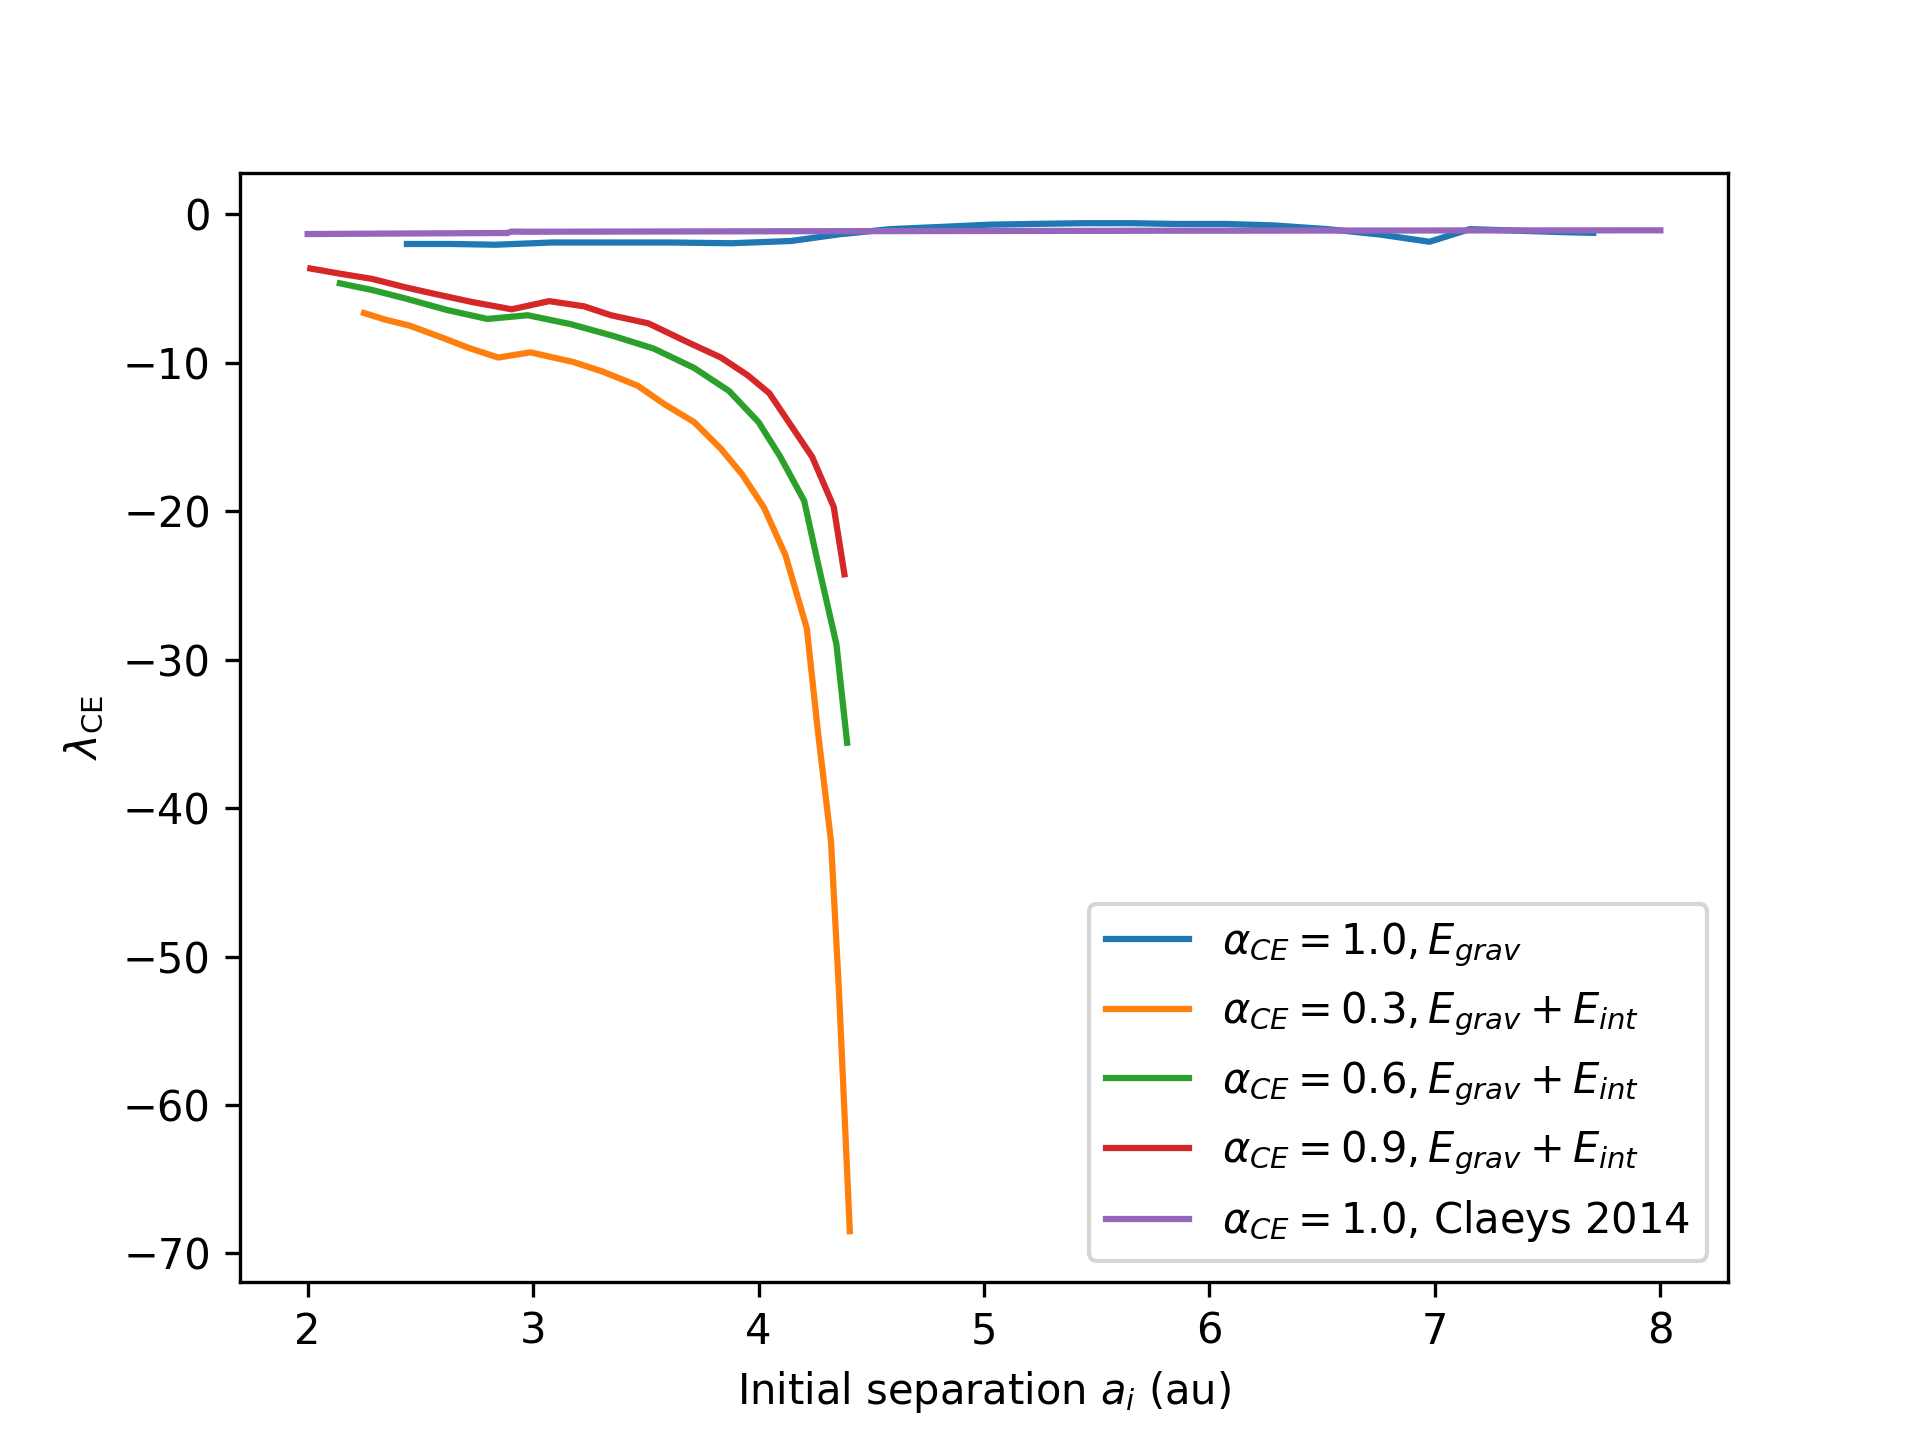 0
−10
−20
−30
−40
−50
−60
−70
λCE
2 3 4 5 6 7 8
Initial separation ai (au)
αCE = 1.0, Egrav
αCE = 0.3, Egrav + Eint
αCE = 0.6, Egrav + Eint
αCE = 0.9, Egrav + Eint
αCE = 1.0, Claeys 2014